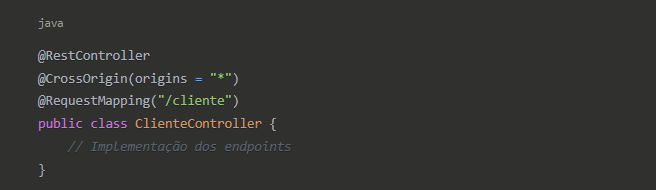 java
@RestController
@CrossOrigin(origins = "*")
@RequestMapping("/cliente")
public class ClienteController {
    // Implementação dos endpoints
}